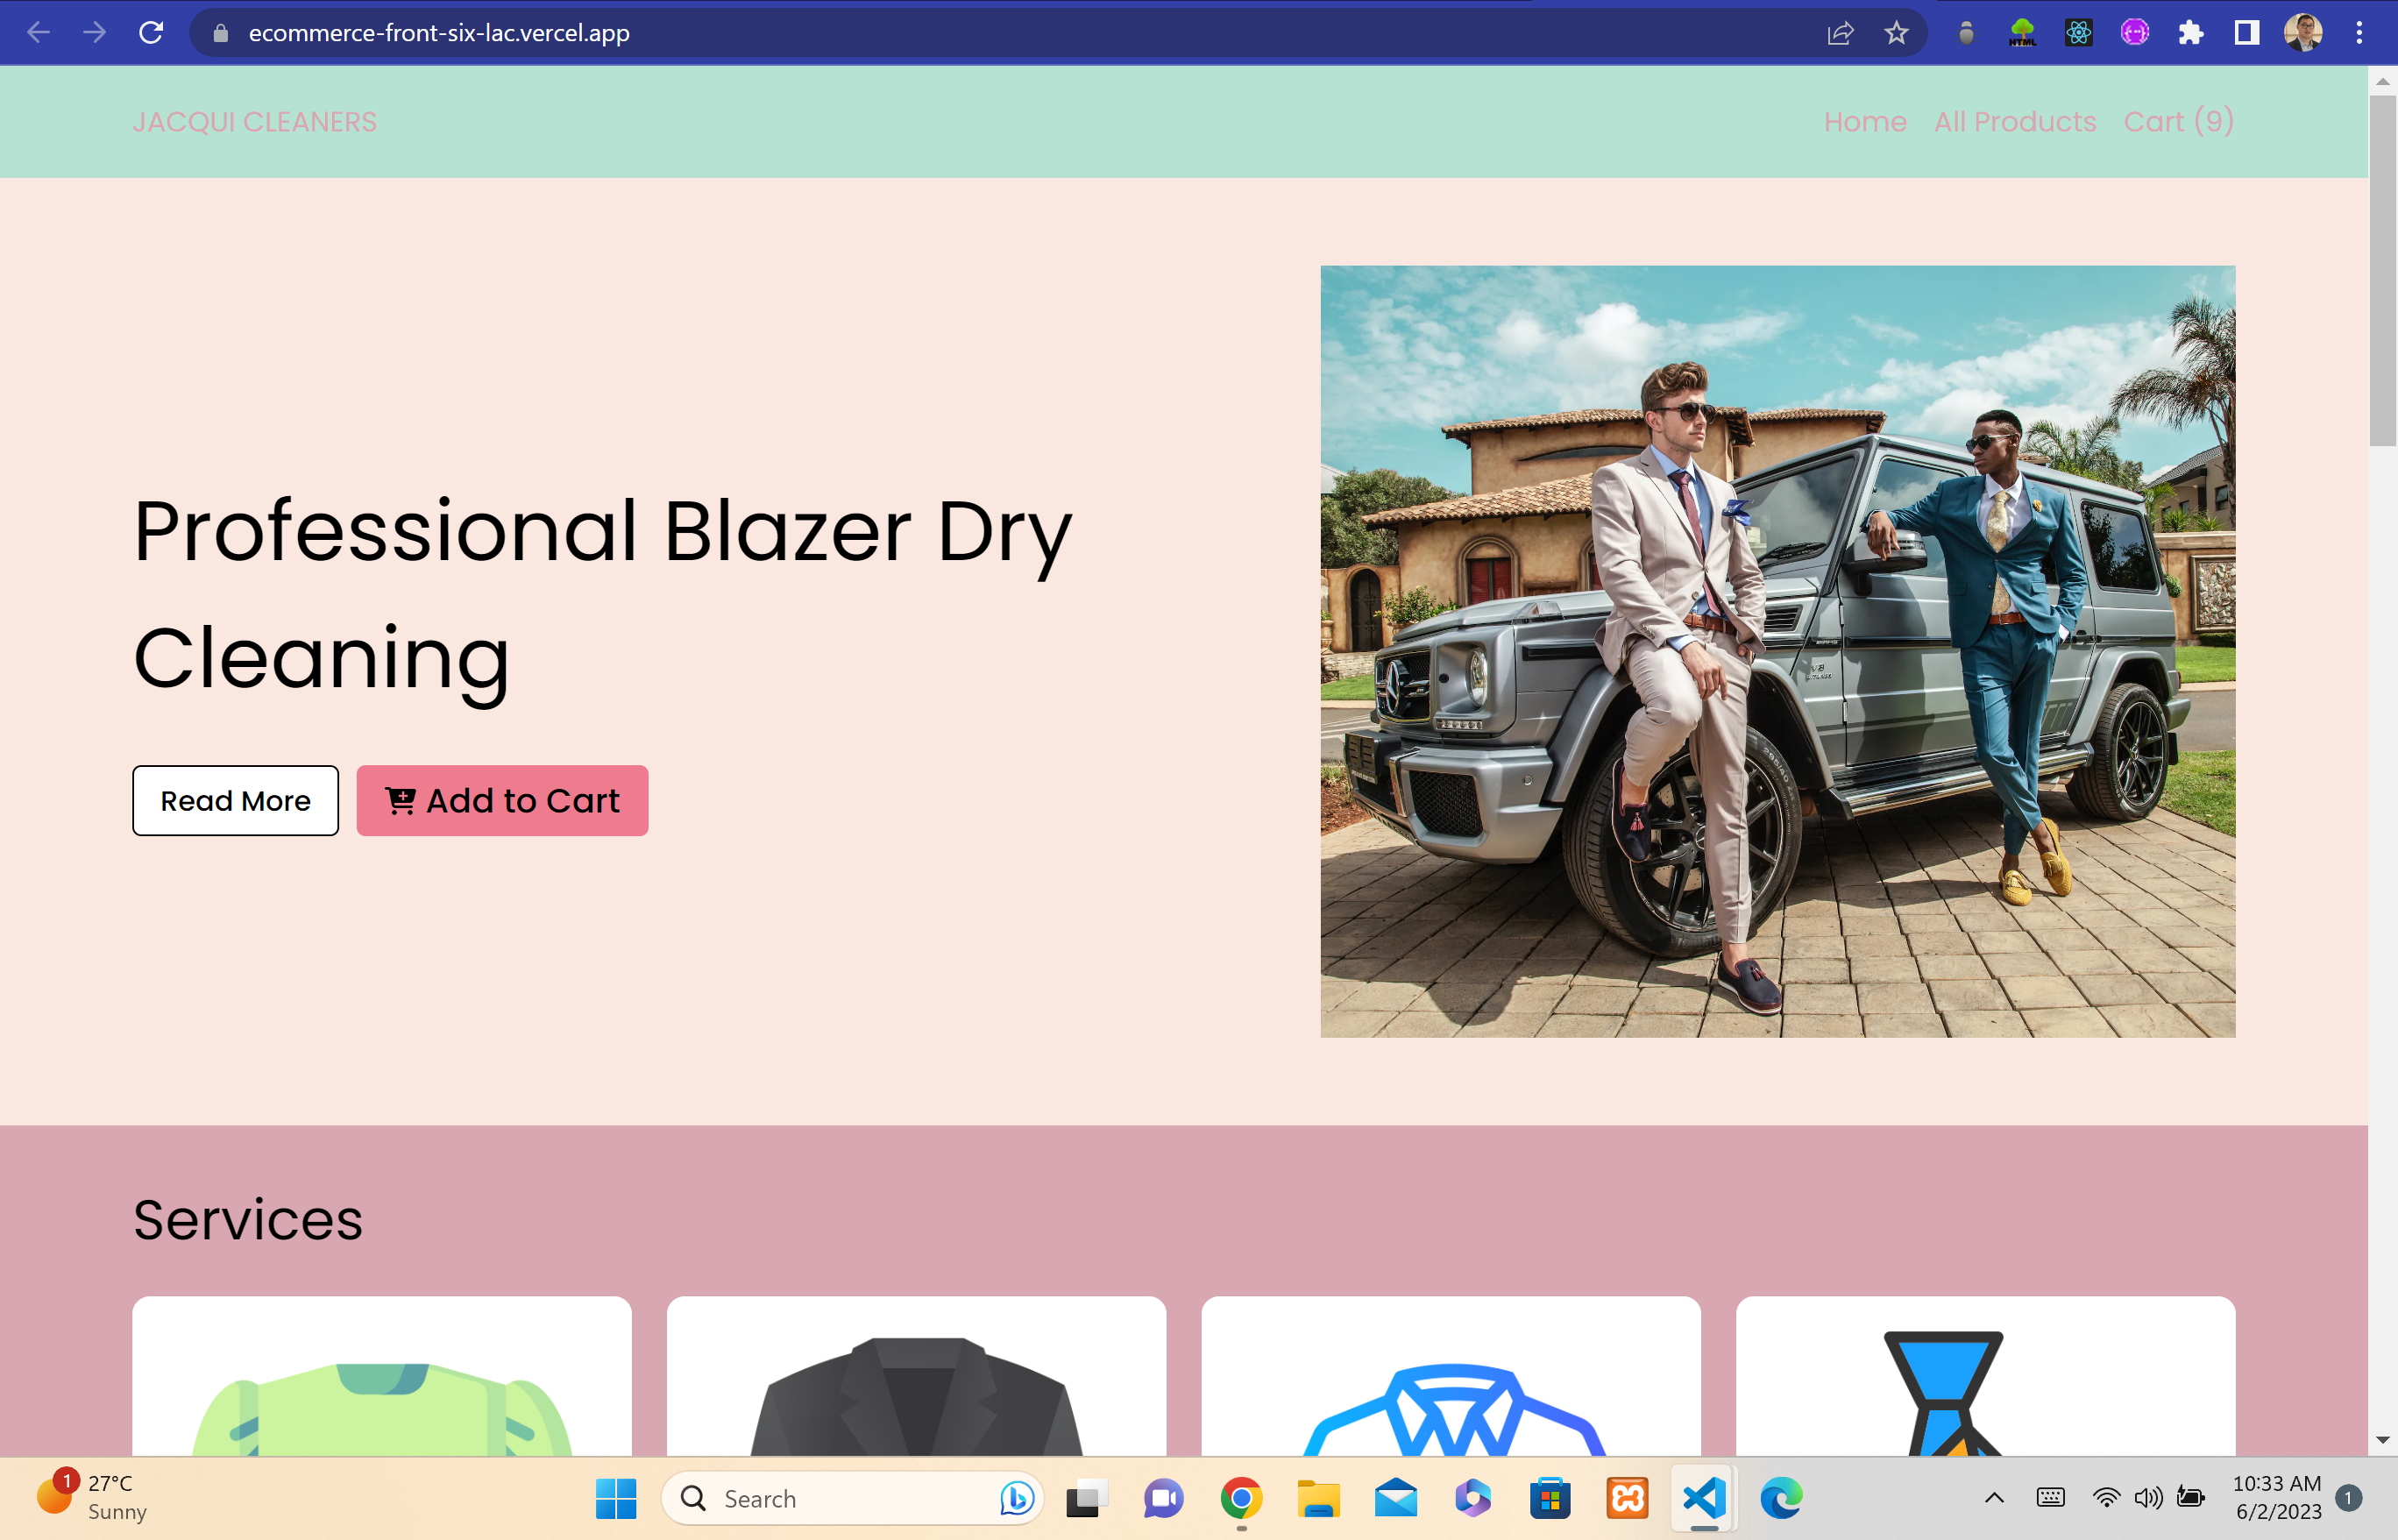 ecommerce-front-six-lac.vercel.app
HTML
JACQUI CLEANERS
Home All Products Cart (9)
Professional Blazer Dry
Cleaning
Read More
Add to Cart
Services
1
27°C
Sunny
Search
10:33 AM
6/2/2023
1